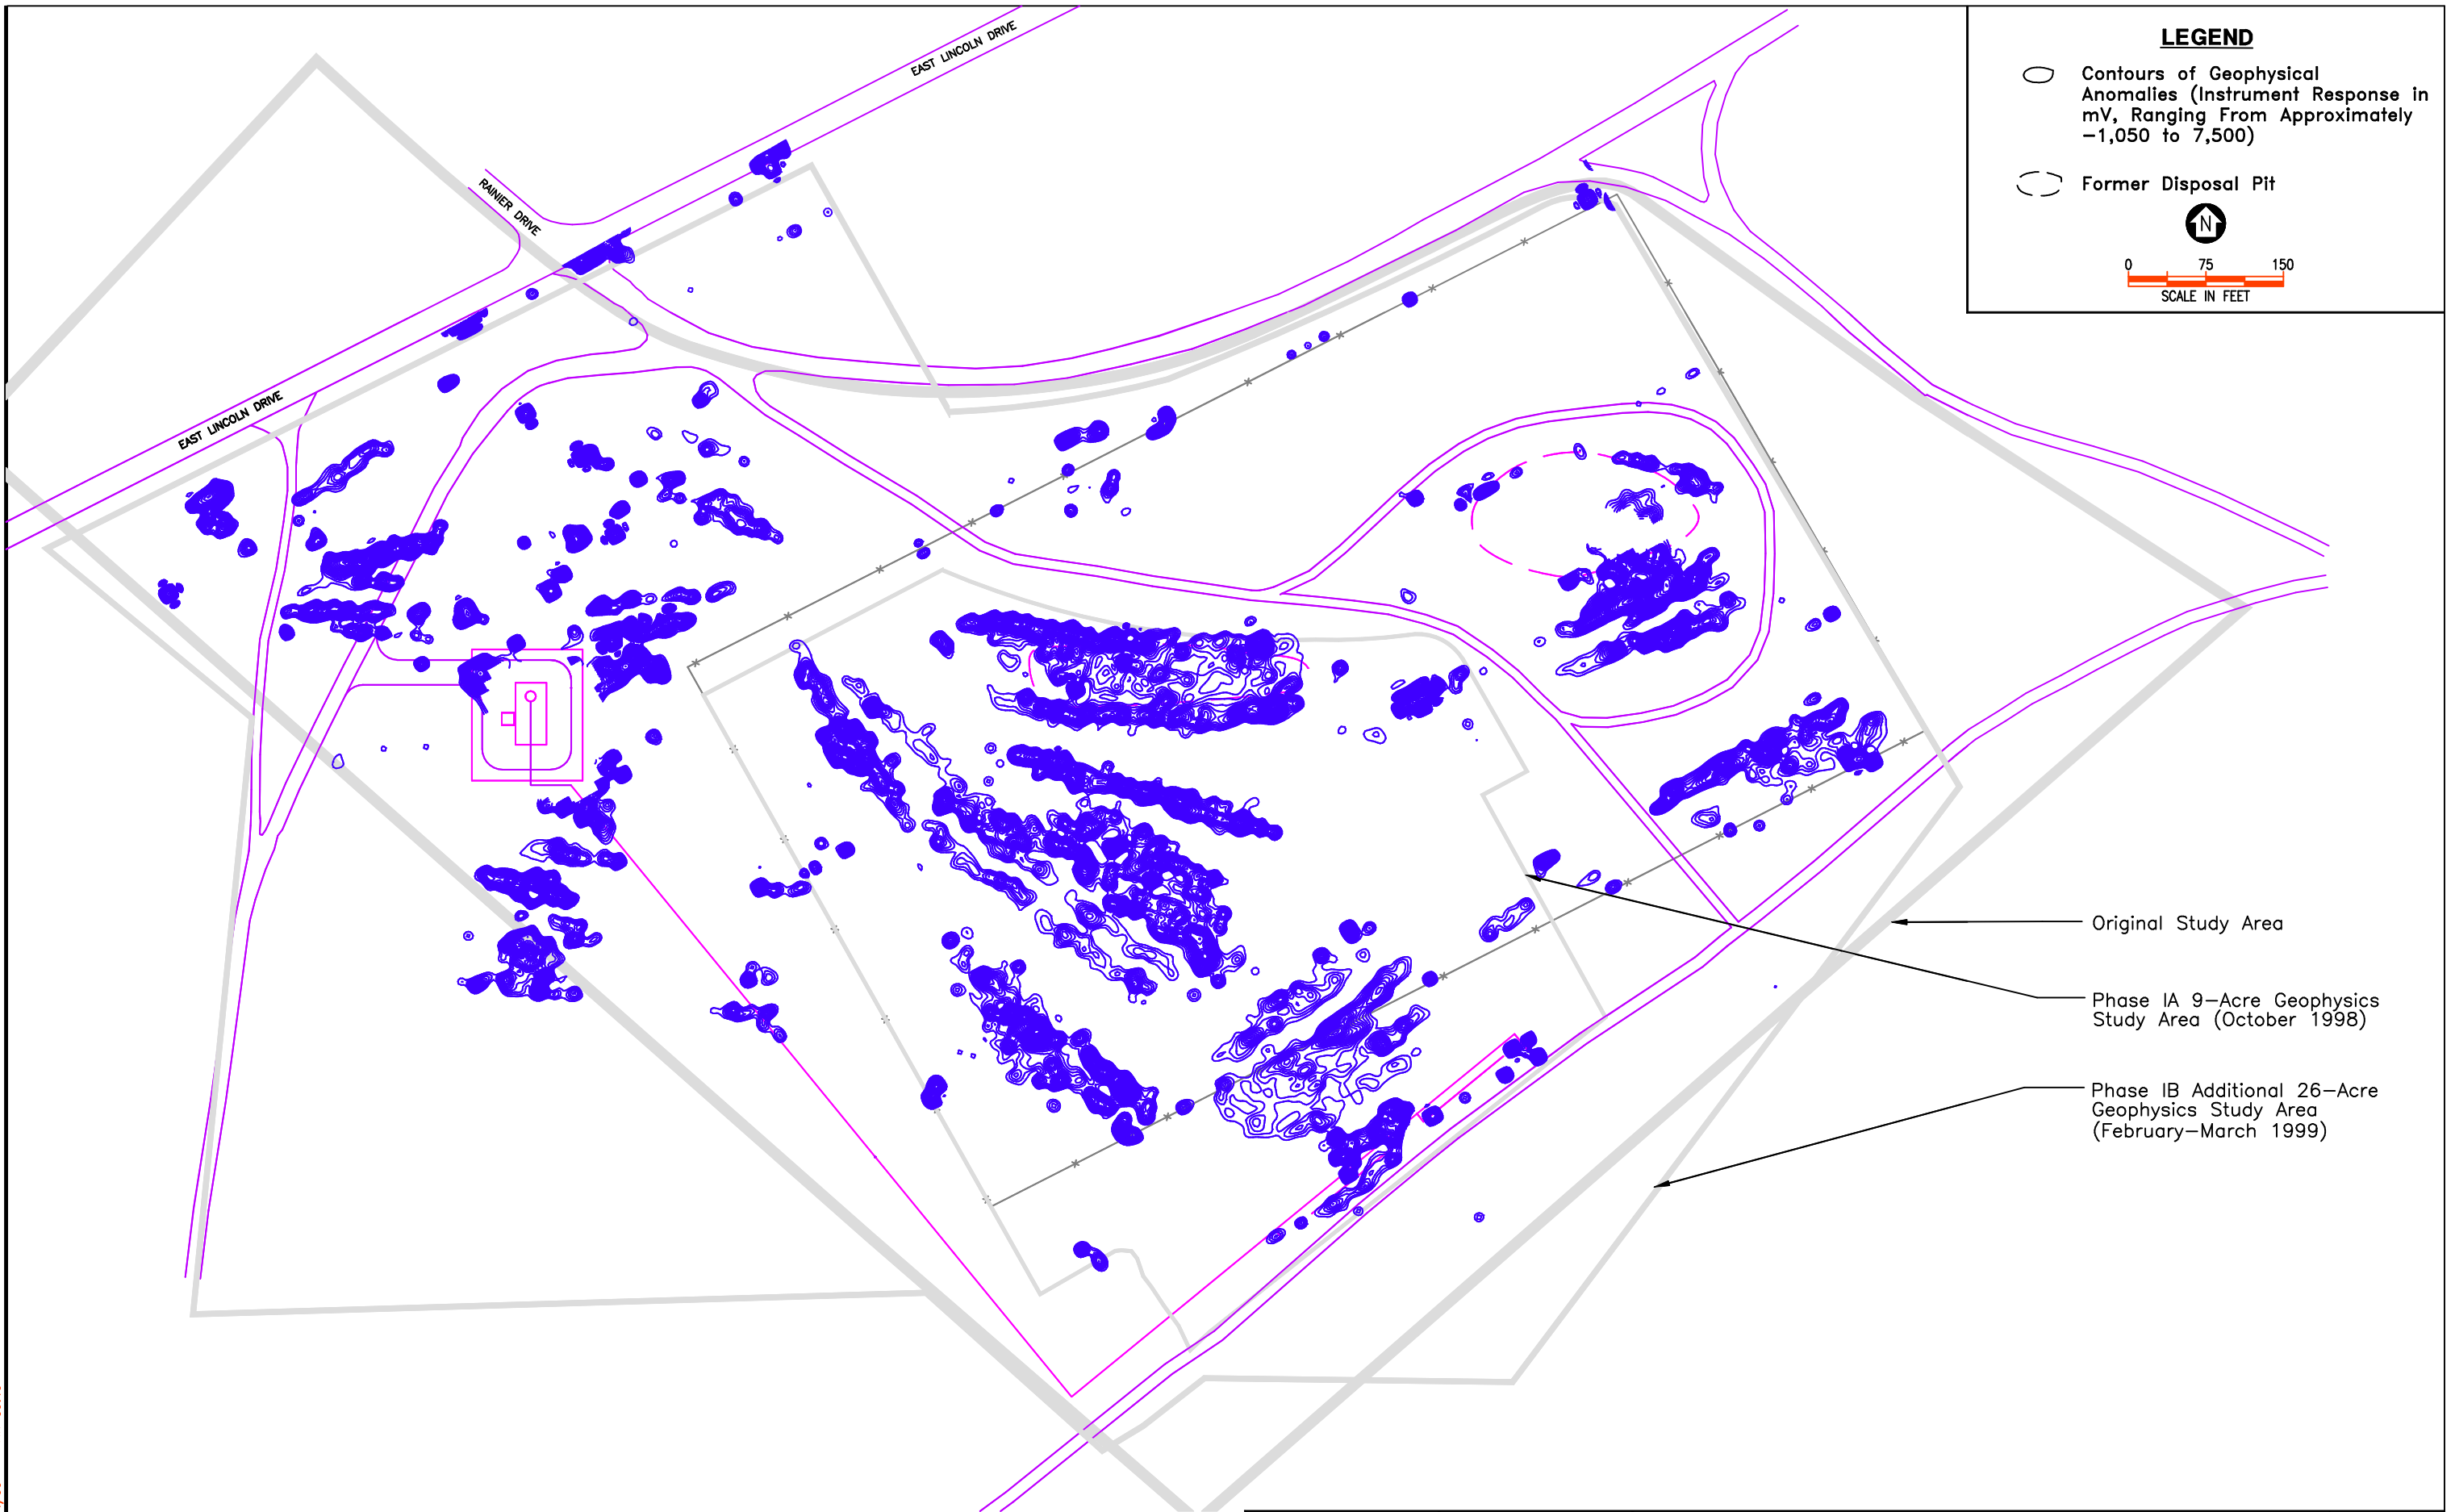 EAST LINCOLN DRIVE
RAINIER DRIVE
EAST LINCOLN DRIVE
LEGEND
Contours of Geophysical
Anomalies (Instrument Response in
mV, Ranging From Approximately
-1,050 to 7,500)
Former Disposal Pit
N
0 75 150
SCALE IN FEET
Original Study Area
Phase IA 9-Acre Geophysics
Study Area (October 1998)
Phase IB Additional 26-Acre
Geophysics Study Area
(February-March 1999)